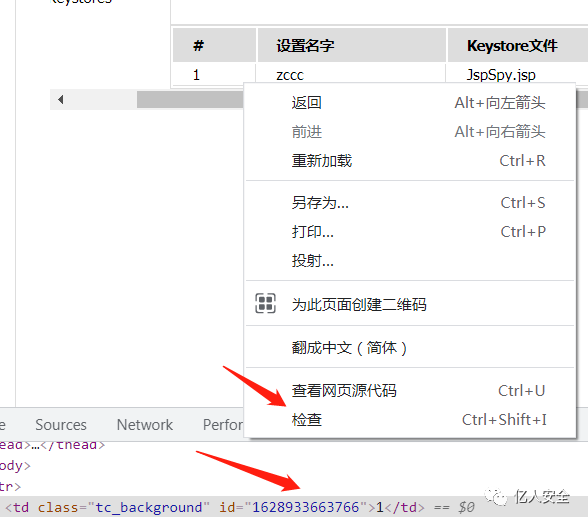 Keystores
# 设置名字 Keystore文件
1 zccc JspSpy.jsp
返回 Alt+向左箭头
前进 Alt+向右箭头
重新加载 Ctrl+R
另存为... Ctrl+S
打印... Ctrl+P
投射...
为此页面创建二维码
翻成中文（简体）
查看网页源代码 Ctrl+U
检查 Ctrl+Shift+I
Sources Network Perfor
ead>…</thead>
ody>
tr>
<td class="tc_background" id="1628933663766">1</td> == $0
亿人安全